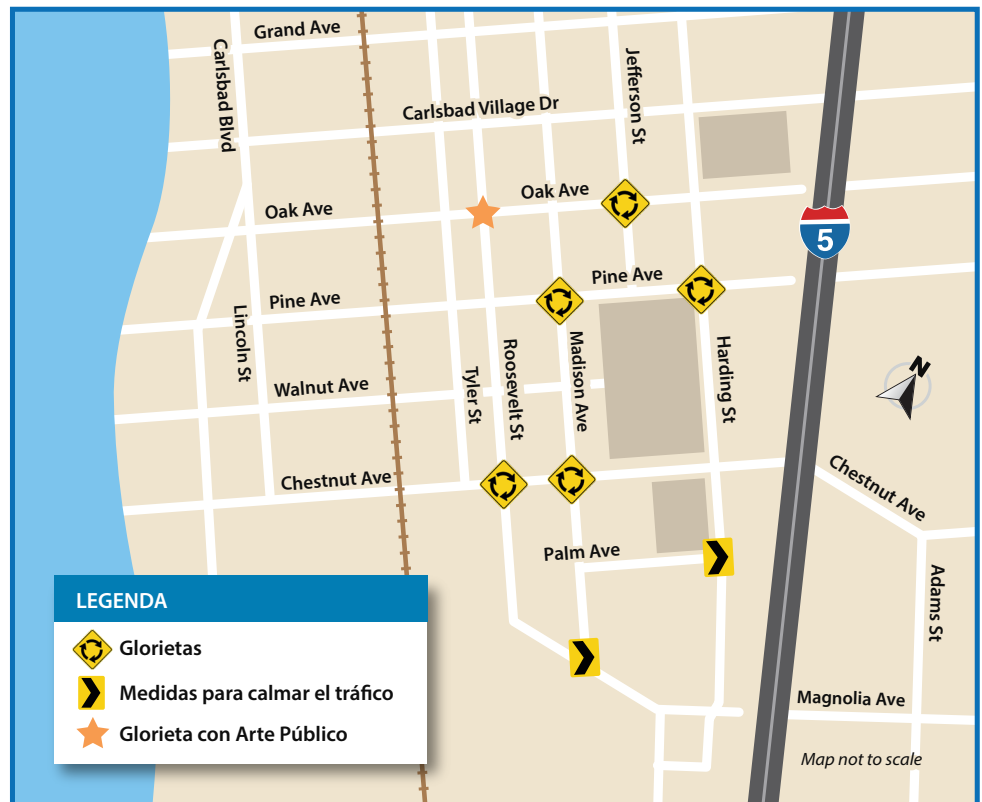 Grand Ave
Carlsbad Blvd
Jefferson St
Carlsbad Village Dr
Oak Ave
Oak Ave
5
Pine Ave
Pine Ave
Lincoln St
Walnut Ave
Tyler St
Roosevelt St
Madison Ave
Harding St
N
Chestnut Ave
Chestnut Ave
Palm Ave
Adams St
LEGENDA
Glorietas
Medidas para calmar el tráfico
Glorieta con Arte Público
Magnolia Ave
Map not to scale